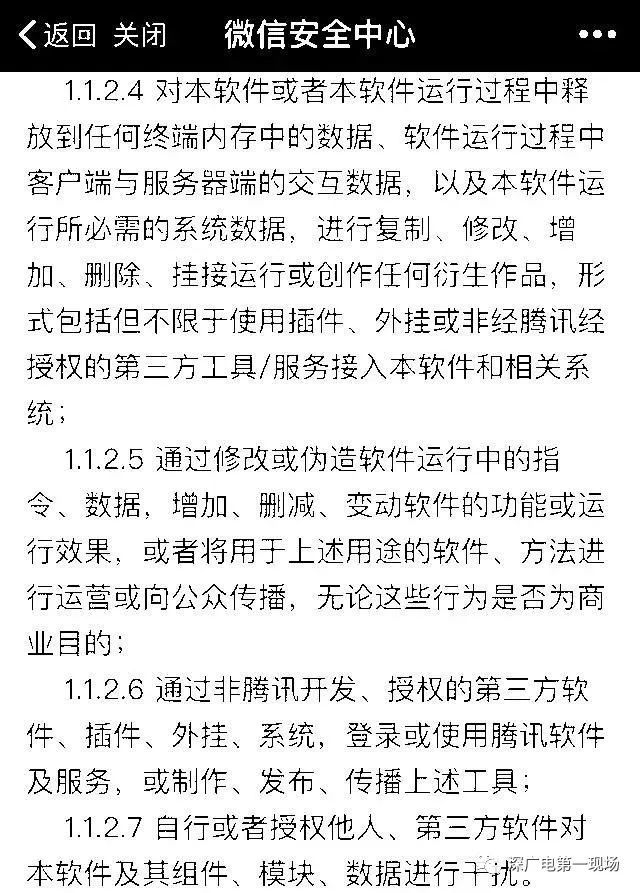 返回 关闭 微信安全中心
1.1.2.4 对本软件或者本软件运行过程中释
放到任何终端内存中的数据、软件运行过程中
客户端与服务器端的交互数据，以及本软件运
行所必需的系统数据，进行复制、修改、增
加、删除、挂接运行或创作任何衍生作品，形
式包括但不限于使用插件、外挂或非经腾讯经
授权的第三方工具/服务接入本软件和相关系
统；
1.1.2.5 通过修改或伪造软件运行中的指
令、数据，增加、删减、变动软件的功能或运
行效果，或者将用于上述用途的软件、方法进
行运营或向公众传播，无论这些行为是否为商
业目的；
1.1.2.6 通过非腾讯开发、授权的第三方软
件、插件、外挂、系统，登录或使用腾讯软件
及服务，或制作、发布、传播上述工具；
1.1.2.7 自行或者授权他人、第三方软件对
本软件及其组件、模块、数据进行干扰。
深广电第一现场